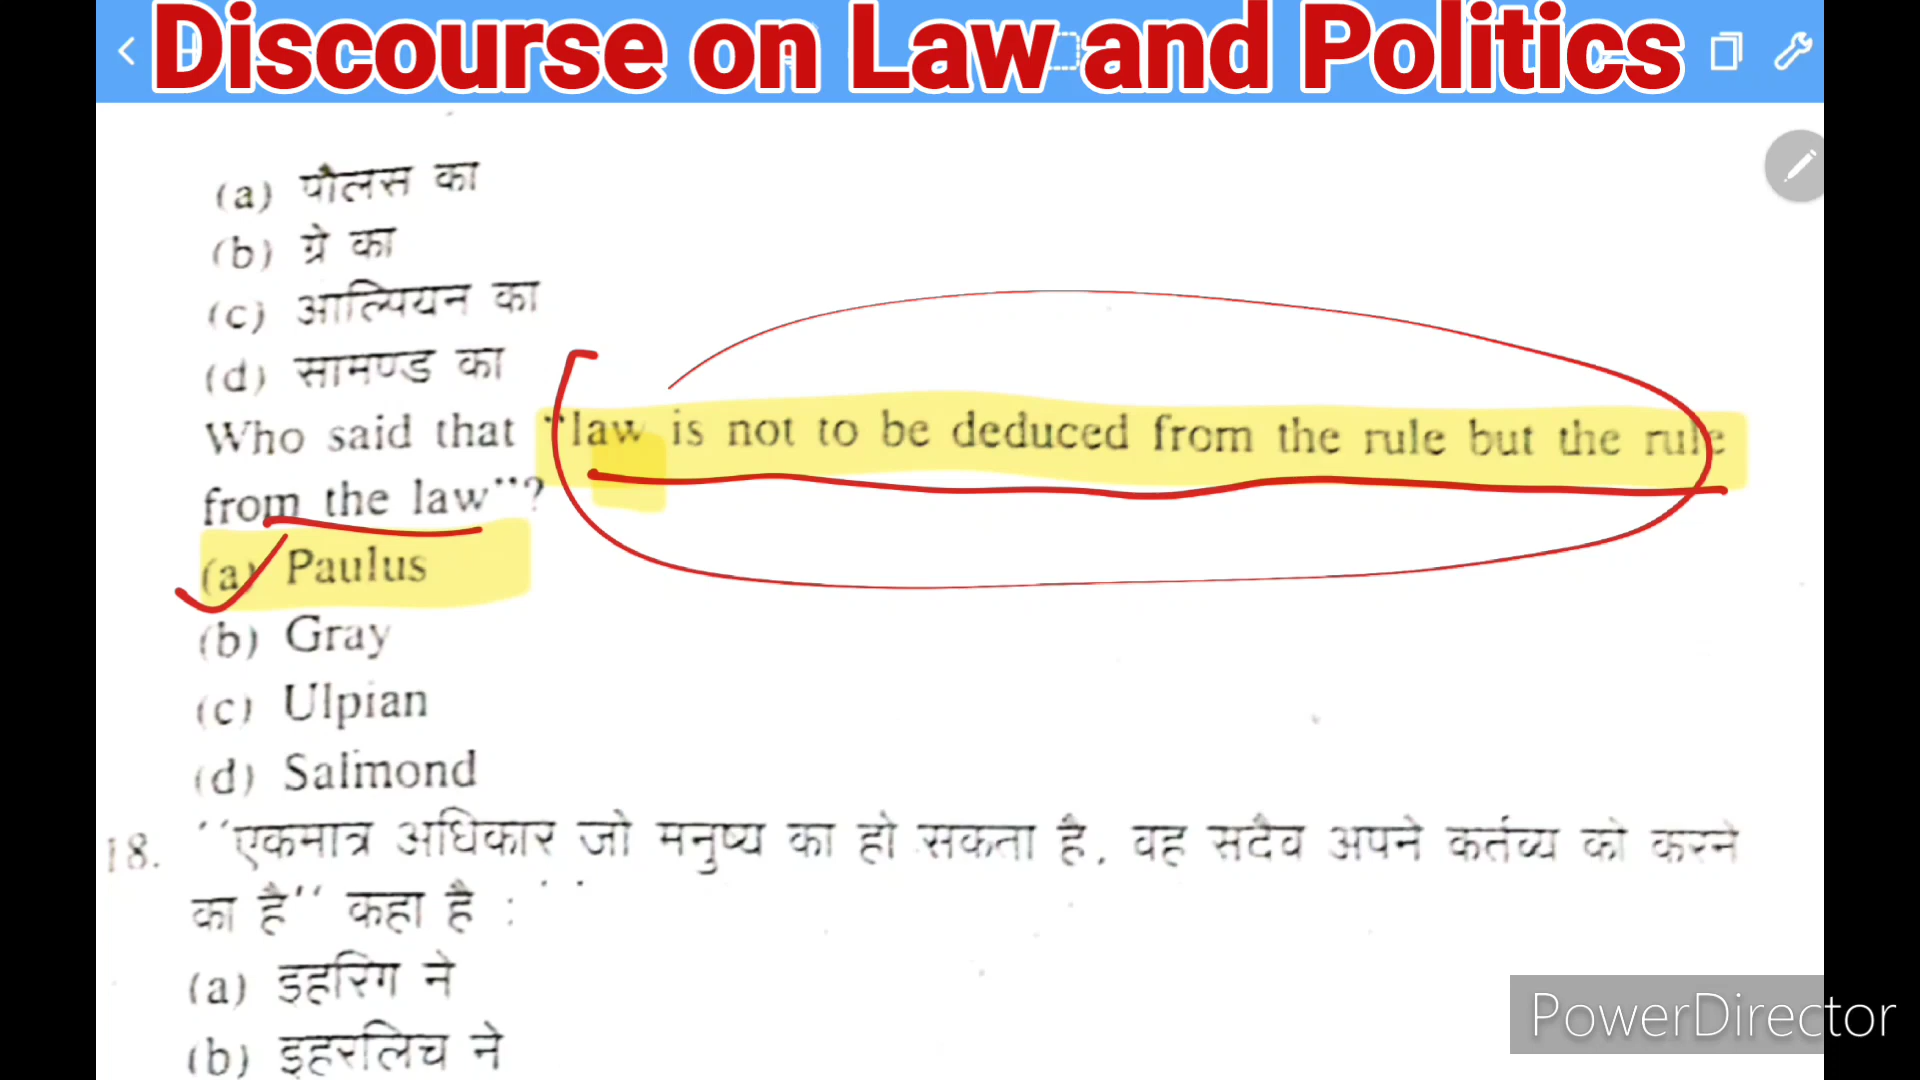 Discourse on Law and Politics
(a) पौलस का
(b) ग्रे का
(c) आल्पियन का
(d) सामण्ड का
Who said that "law is not to be deduced from the rule but the rule
from the law"?
(a) Paulus
(b) Gray
(c) Ulpian
(d) Salmond
18. ''एकमात्र अधिकार जो मनुष्य का हो सकता है, वह सदैव अपने कर्तव्य को करने
का है'' कहा है :
(a) इहरिंग ने
(b) इहरलिच ने
PowerDirector